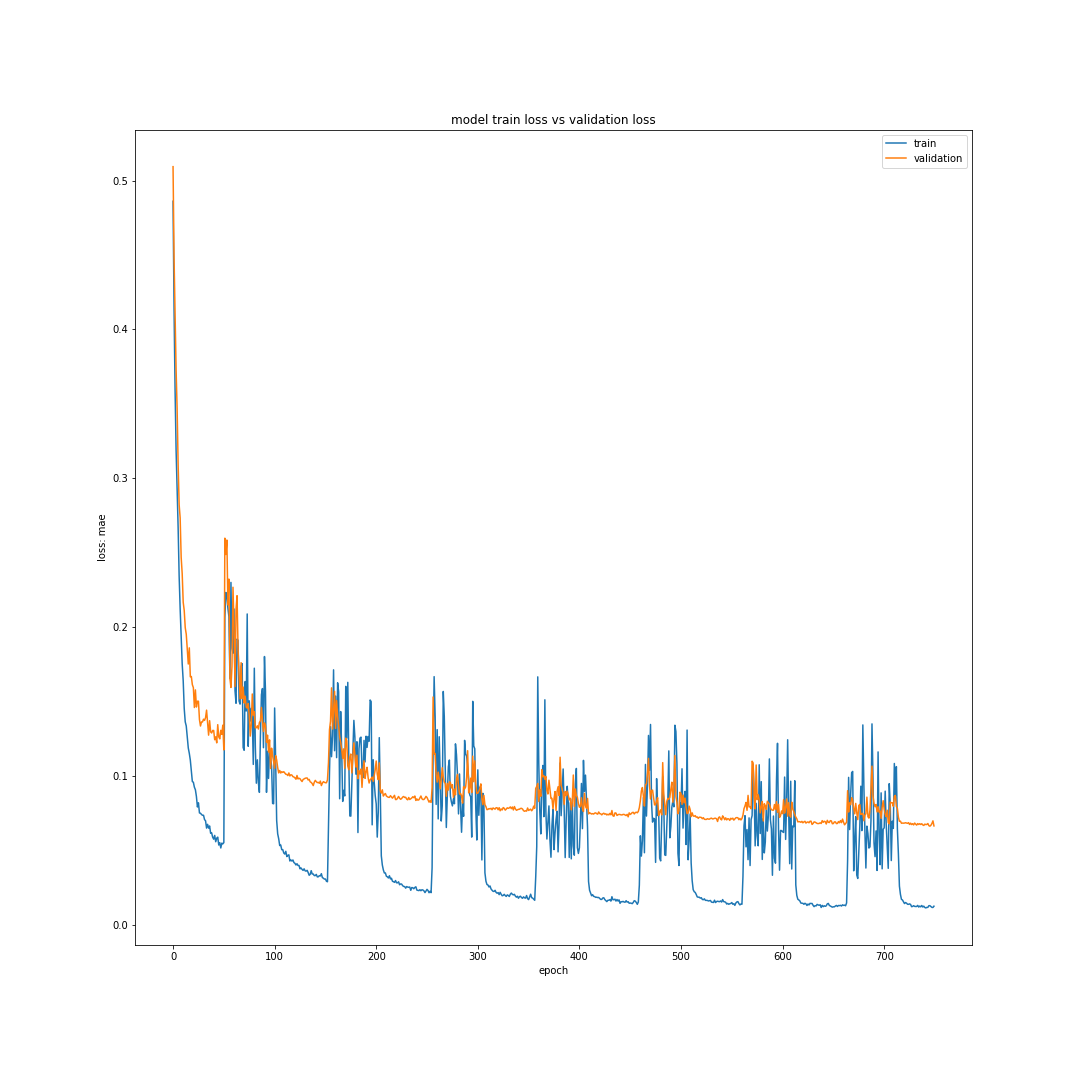 model train loss vs validation loss
train
validation
0.5
0.4
0.3
0.2
0.1
0.0
loss: mae
0 100 200 300 400 500 600 700
epoch